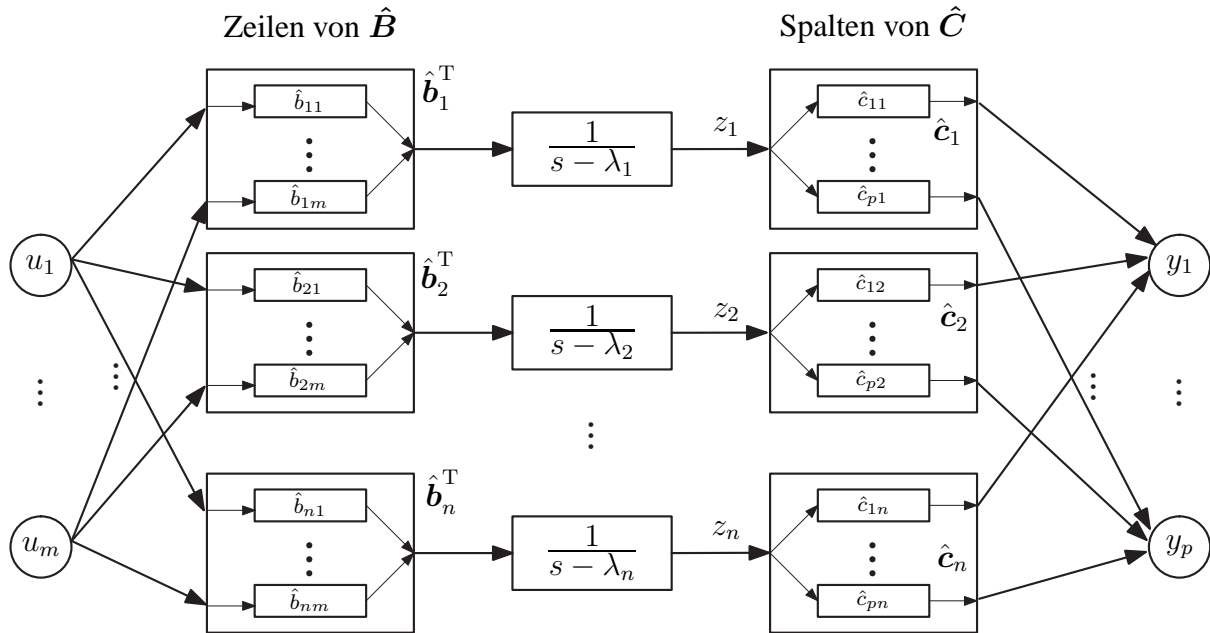 Zeilen von B̂
Spalten von Ĉ
b̂₁₁
⋮
b̂₁ₘ
b̂₁ᵀ
1
s − λ₁
z₁
ĉ₁₁
⋮
ĉₚ₁
ĉ₁
u₁
b̂₂₁
⋮
b̂₂ₘ
b̂₂ᵀ
1
s − λ₂
z₂
ĉ₁₂
⋮
ĉₚ₂
ĉ₂
y₁
⋮
⋮
⋮
⋮
⋮
uₘ
b̂ₙ₁
⋮
b̂ₙₘ
b̂ₙᵀ
1
s − λₙ
zₙ
ĉ₁ₙ
⋮
ĉₚₙ
ĉₙ
yₚ